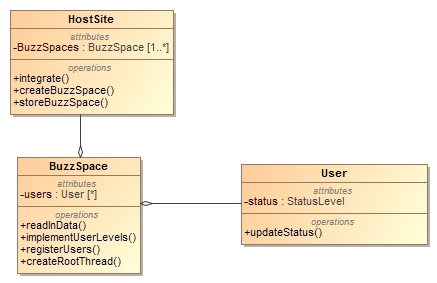 HostSite
attributes
-BuzzSpaces : BuzzSpace [1..*]
operations
+integrate()
+createBuzzSpace()
+storeBuzzSpace()
BuzzSpace
attributes
-users : User [*]
operations
+readInData()
+implementUserLevels()
+registerUsers()
+createRootThread()
User
attributes
-status : StatusLevel
operations
+updateStatus()